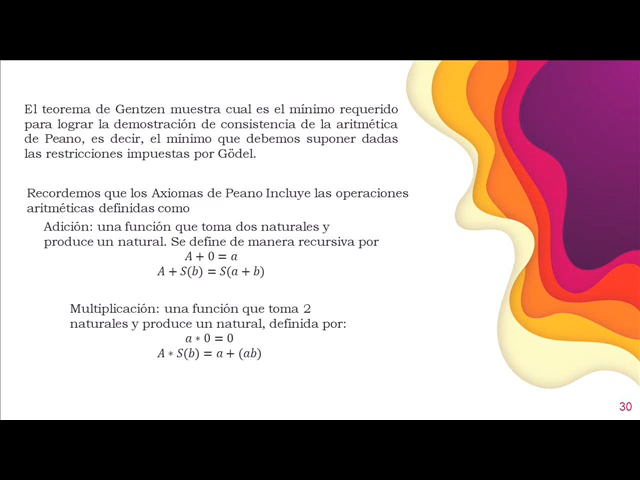 El teorema de Gentzen muestra cual es el mínimo requerido
para lograr la demostración de consistencia de la aritmética
de Peano, es decir, el mínimo que debemos suponer dadas
las restricciones impuestas por Gödel.
Recordemos que los Axiomas de Peano Incluye las operaciones
aritméticas definidas como
Adición: una función que toma dos naturales y
produce un natural. Se define de manera recursiva por
A + 0 = a
A + S(b) = S(a + b)
Multiplicación: una función que toma 2
naturales y produce un natural, definida por:
a ∗ 0 = 0
A ∗ S(b) = a + (ab)
30